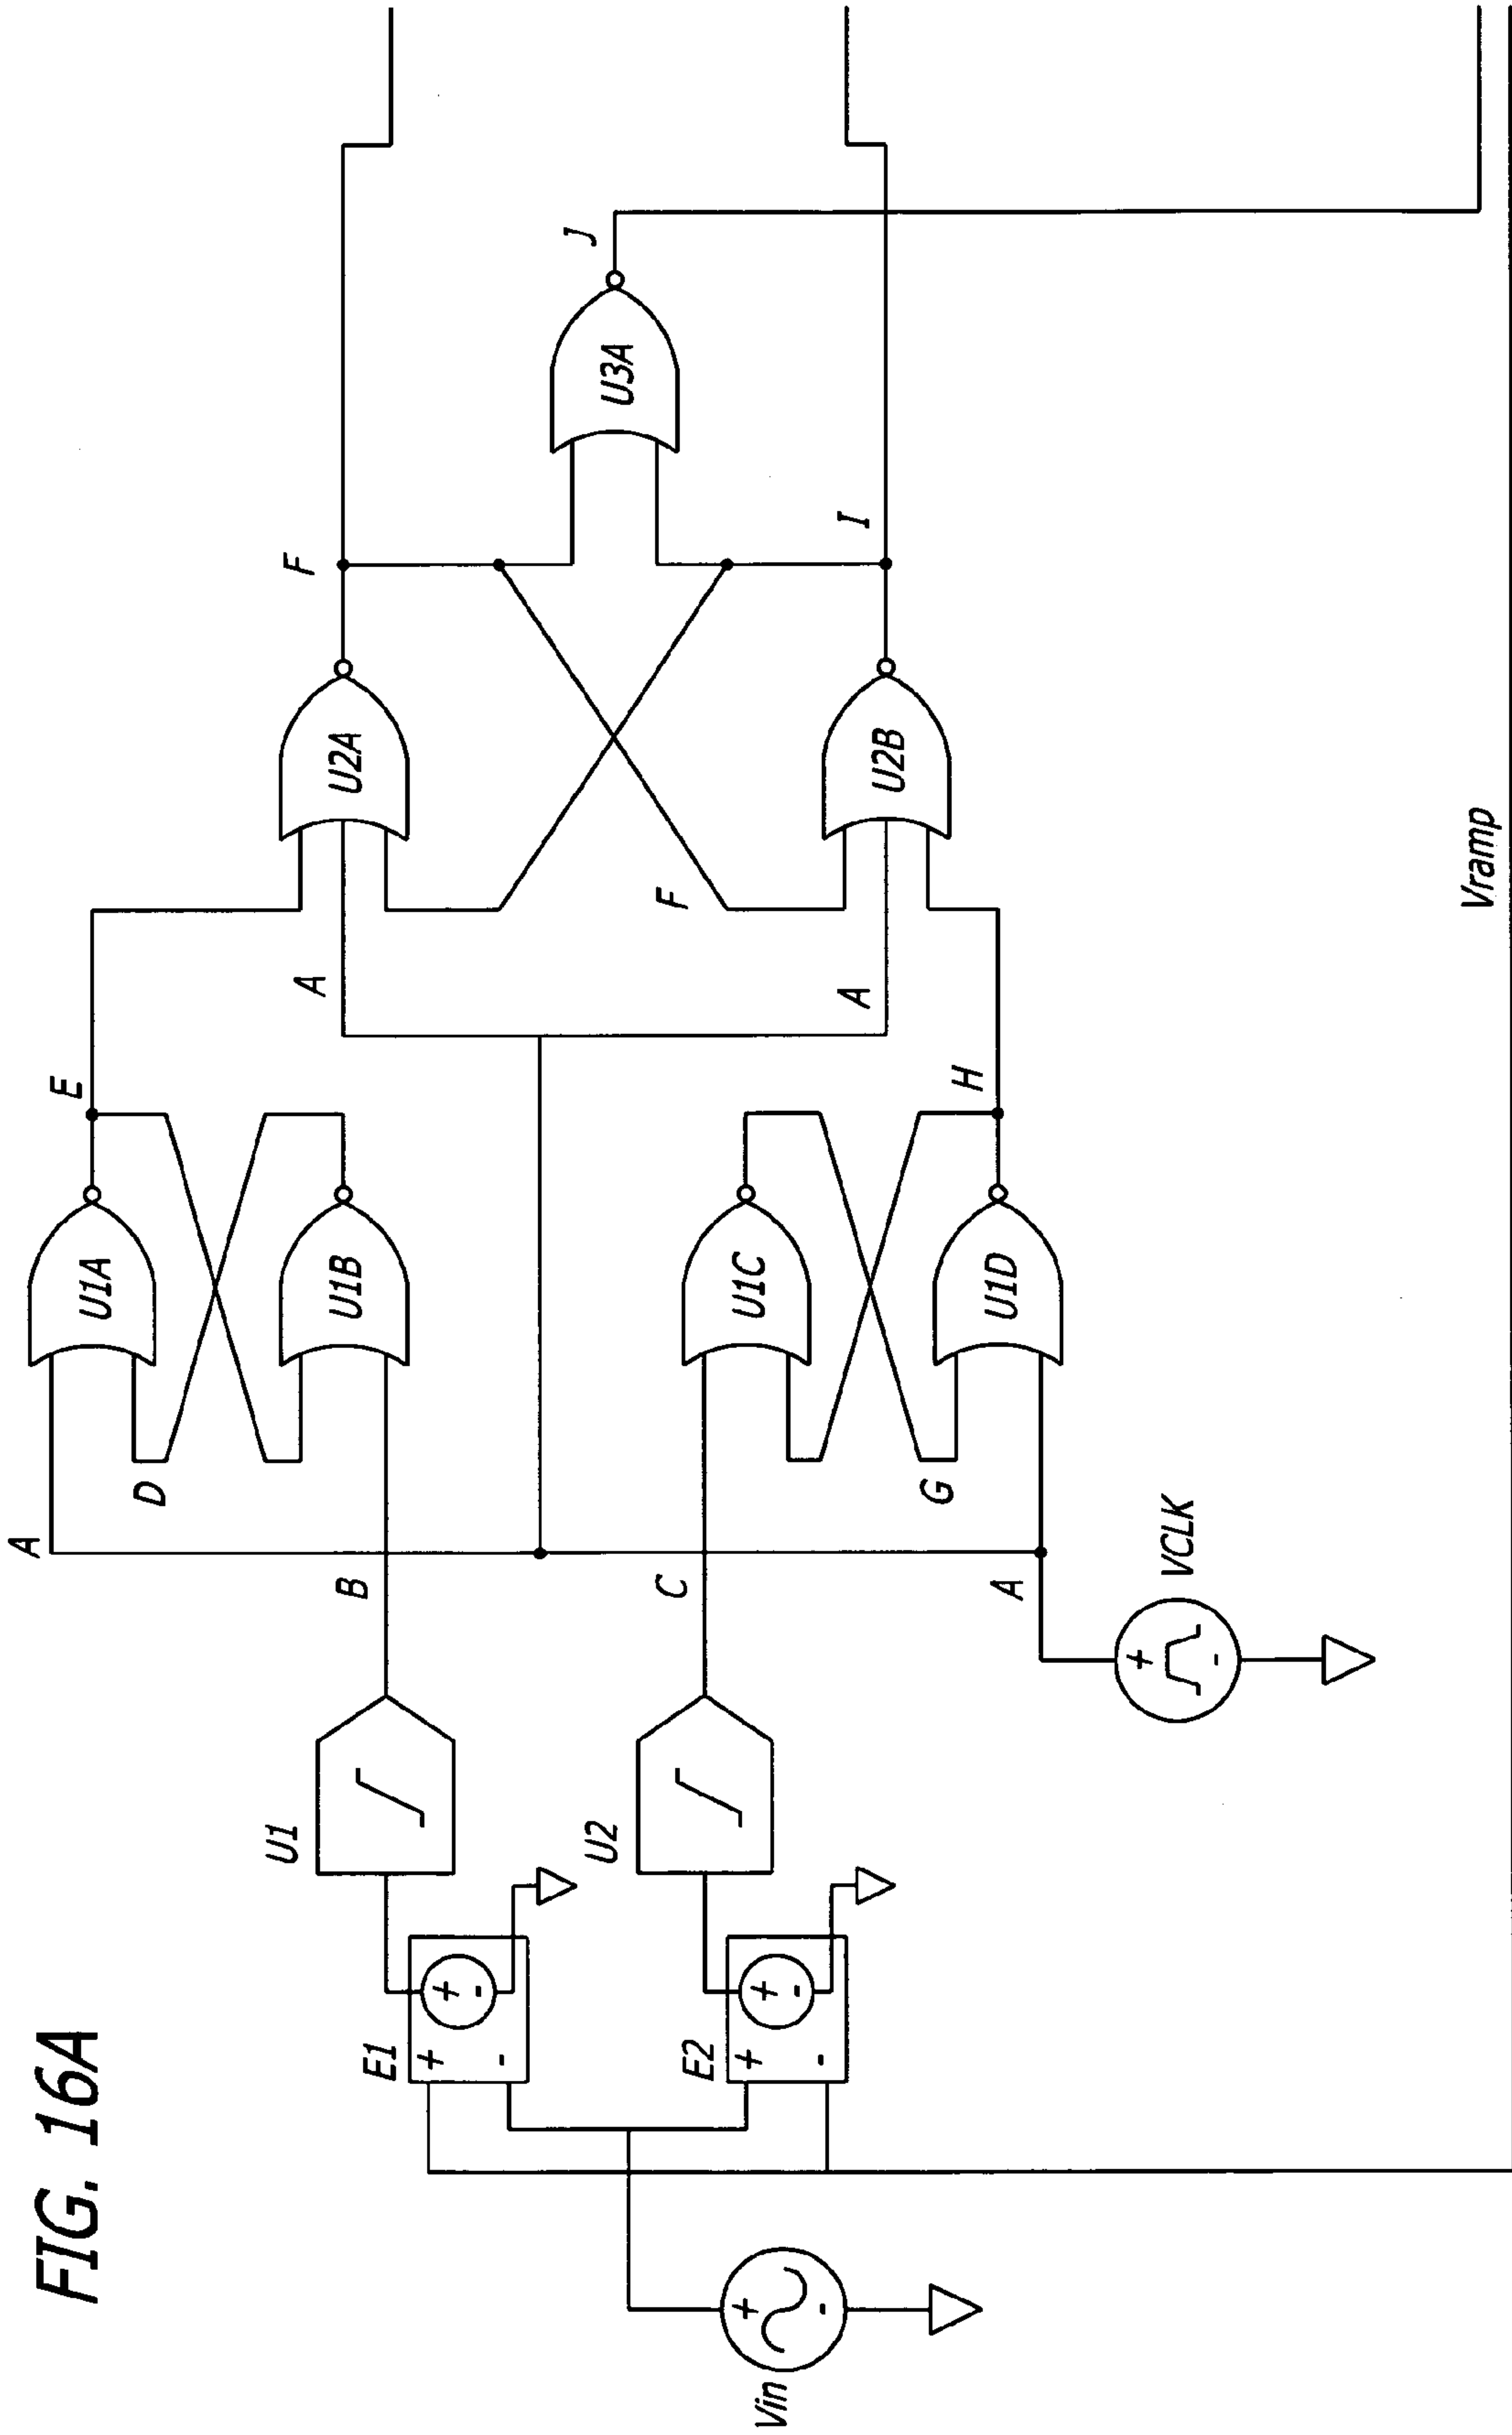 FIG. 16A
Vin
E1
+
-
+
-
E2
+
-
+
-
+
-
U1
U2
B
C
A
A
+
-
VCLK
D
G
U1A
U1B
U1C
U1D
E
H
A
A
F
U2A
U2B
F
I
U3A
J
Vramp